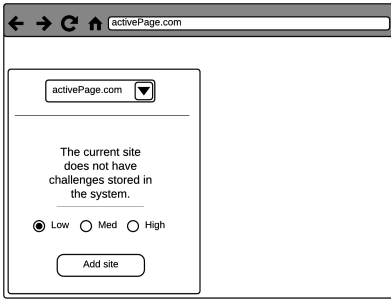 activePage.com
activePage.com
The current site
does not have
challenges stored in
the system.
Low Med High
Add site